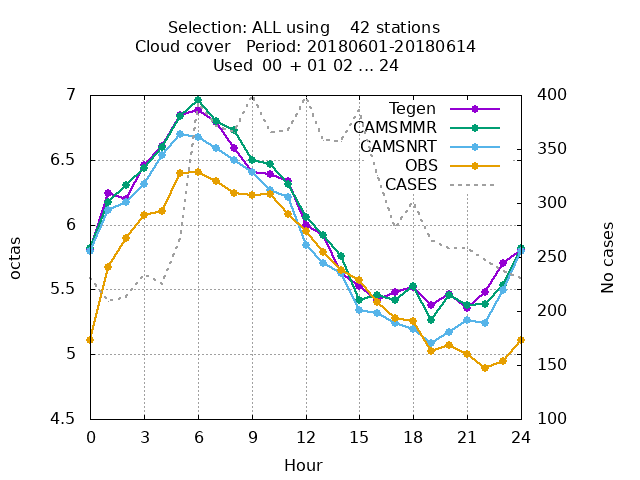 Selection: ALL using    42 stations
Cloud cover   Period: 20180601-20180614
Used  00 + 01 02 ... 24
7 400
Tegen
CAMSMMR
CAMSNRT
OBS
CASES
6.5 350
6 300
5.5 250
5 200
4.5 150
100
octas
No cases
0 3 6 9 12 15 18 21 24
Hour